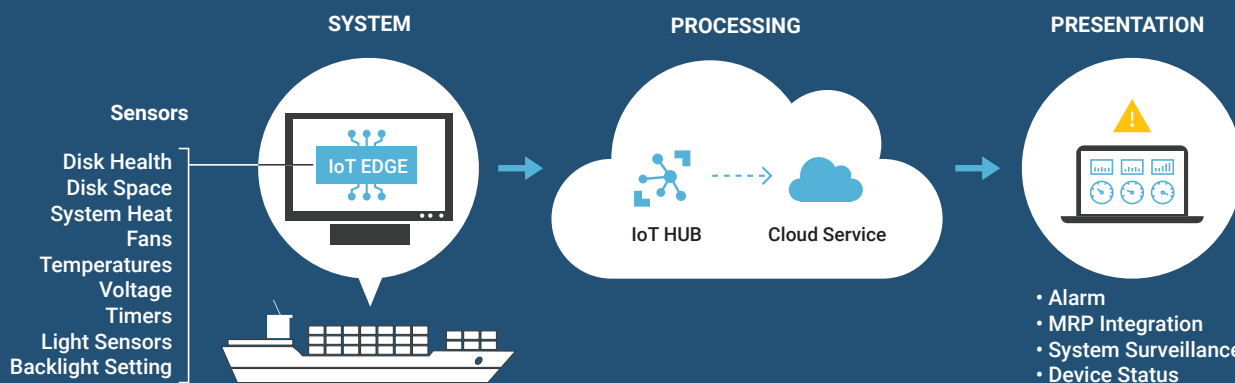 SYSTEM
PROCESSING
PRESENTATION
Sensors
Disk Health
Disk Space
System Heat
Fans
Temperatures
Voltage
Timers
Light Sensors
Backlight Setting
IoT EDGE
IoT HUB
Cloud Service
!
• Alarm
• MRP Integration
• System Surveillance
• Device Status